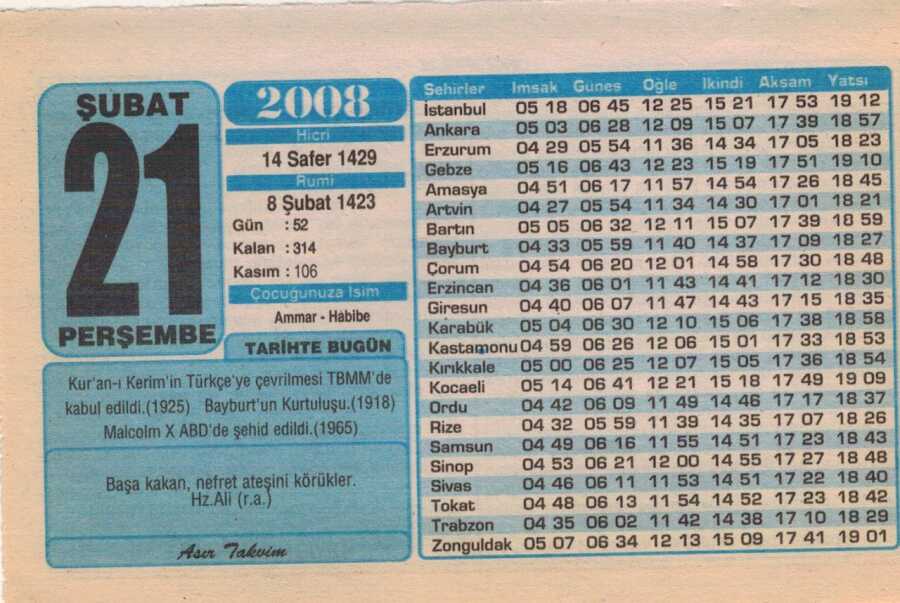 ŞUBAT
21
PERŞEMBE
2008
Hicri
14 Safer 1429
Rumi
8 Şubat 1423
Gün : 52
Kalan : 314
Kasım : 106
Çocuğunuza İsim
Ammar - Habibe
TARİHTE BUGÜN
Kur'an-ı Kerim'in Türkçe'ye çevrilmesi TBMM'de
kabul edildi.(1925) Bayburt'un Kurtuluşu.(1918)
Malcolm X ABD'de şehid edildi.(1965)
Başa kakan, nefret ateşini körükler.
Hz.Ali (r.a.)
Asır Takvim
Şehirler İmsak Güneş Öğle İkindi Akşam Yatsı
İstanbul 05 18 06 45 12 25 15 21 17 53 19 12
Ankara 05 03 06 28 12 09 15 07 17 39 18 57
Erzurum 04 29 05 54 11 36 14 34 17 05 18 23
Gebze 05 16 06 43 12 23 15 19 17 51 19 10
Amasya 04 51 06 17 11 57 14 54 17 26 18 45
Artvin 04 27 05 54 11 34 14 30 17 01 18 21
Bartın 05 05 06 32 12 11 15 07 17 39 18 59
Bayburt 04 33 05 59 11 40 14 37 17 09 18 27
Çorum 04 54 06 20 12 01 14 58 17 30 18 48
Erzincan 04 36 06 01 11 43 14 41 17 12 18 30
Giresun 04 40 06 07 11 47 14 43 17 15 18 35
Karabük 05 04 06 30 12 10 15 06 17 38 18 58
Kastamonu 04 59 06 26 12 06 15 01 17 33 18 53
Kırıkkale 05 00 06 25 12 07 15 05 17 36 18 54
Kocaeli 05 14 06 41 12 21 15 18 17 49 19 09
Ordu 04 42 06 09 11 49 14 46 17 17 18 37
Rize 04 32 05 59 11 39 14 35 17 07 18 26
Samsun 04 49 06 16 11 55 14 51 17 23 18 43
Sinop 04 53 06 21 12 00 14 55 17 27 18 48
Sivas 04 46 06 11 11 53 14 51 17 22 18 40
Tokat 04 48 06 13 11 54 14 52 17 23 18 42
Trabzon 04 35 06 02 11 42 14 38 17 10 18 29
Zonguldak 05 07 06 34 12 13 15 09 17 41 19 01